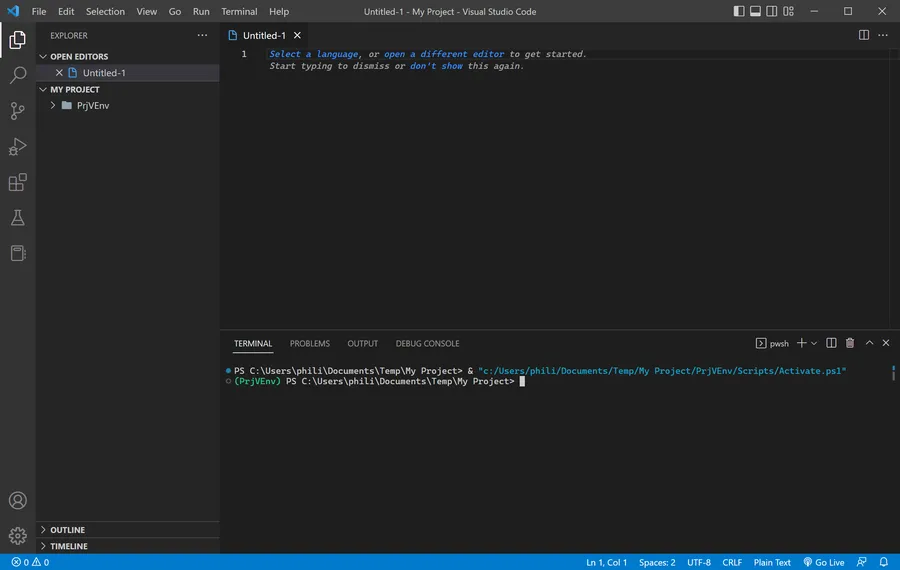 File Edit Selection View Go Run Terminal Help Untitled-1 - My Project - Visual Studio Code
EXPLORER
OPEN EDITORS
Untitled-1
MY PROJECT
PrjVEnv
OUTLINE
TIMELINE
Untitled-1
1 Select a language, or open a different editor to get started.
Start typing to dismiss or don't show this again.
TERMINAL PROBLEMS OUTPUT DEBUG CONSOLE pwsh
PS C:\Users\phili\Documents\Temp\My Project> & "c:/Users/phili/Documents/Temp/My Project/PrjVEnv/Scripts/Activate.ps1"
(PrjVEnv) PS C:\Users\phili\Documents\Temp\My Project>
0 0 Ln 1, Col 1 Spaces: 2 UTF-8 CRLF Plain Text Go Live